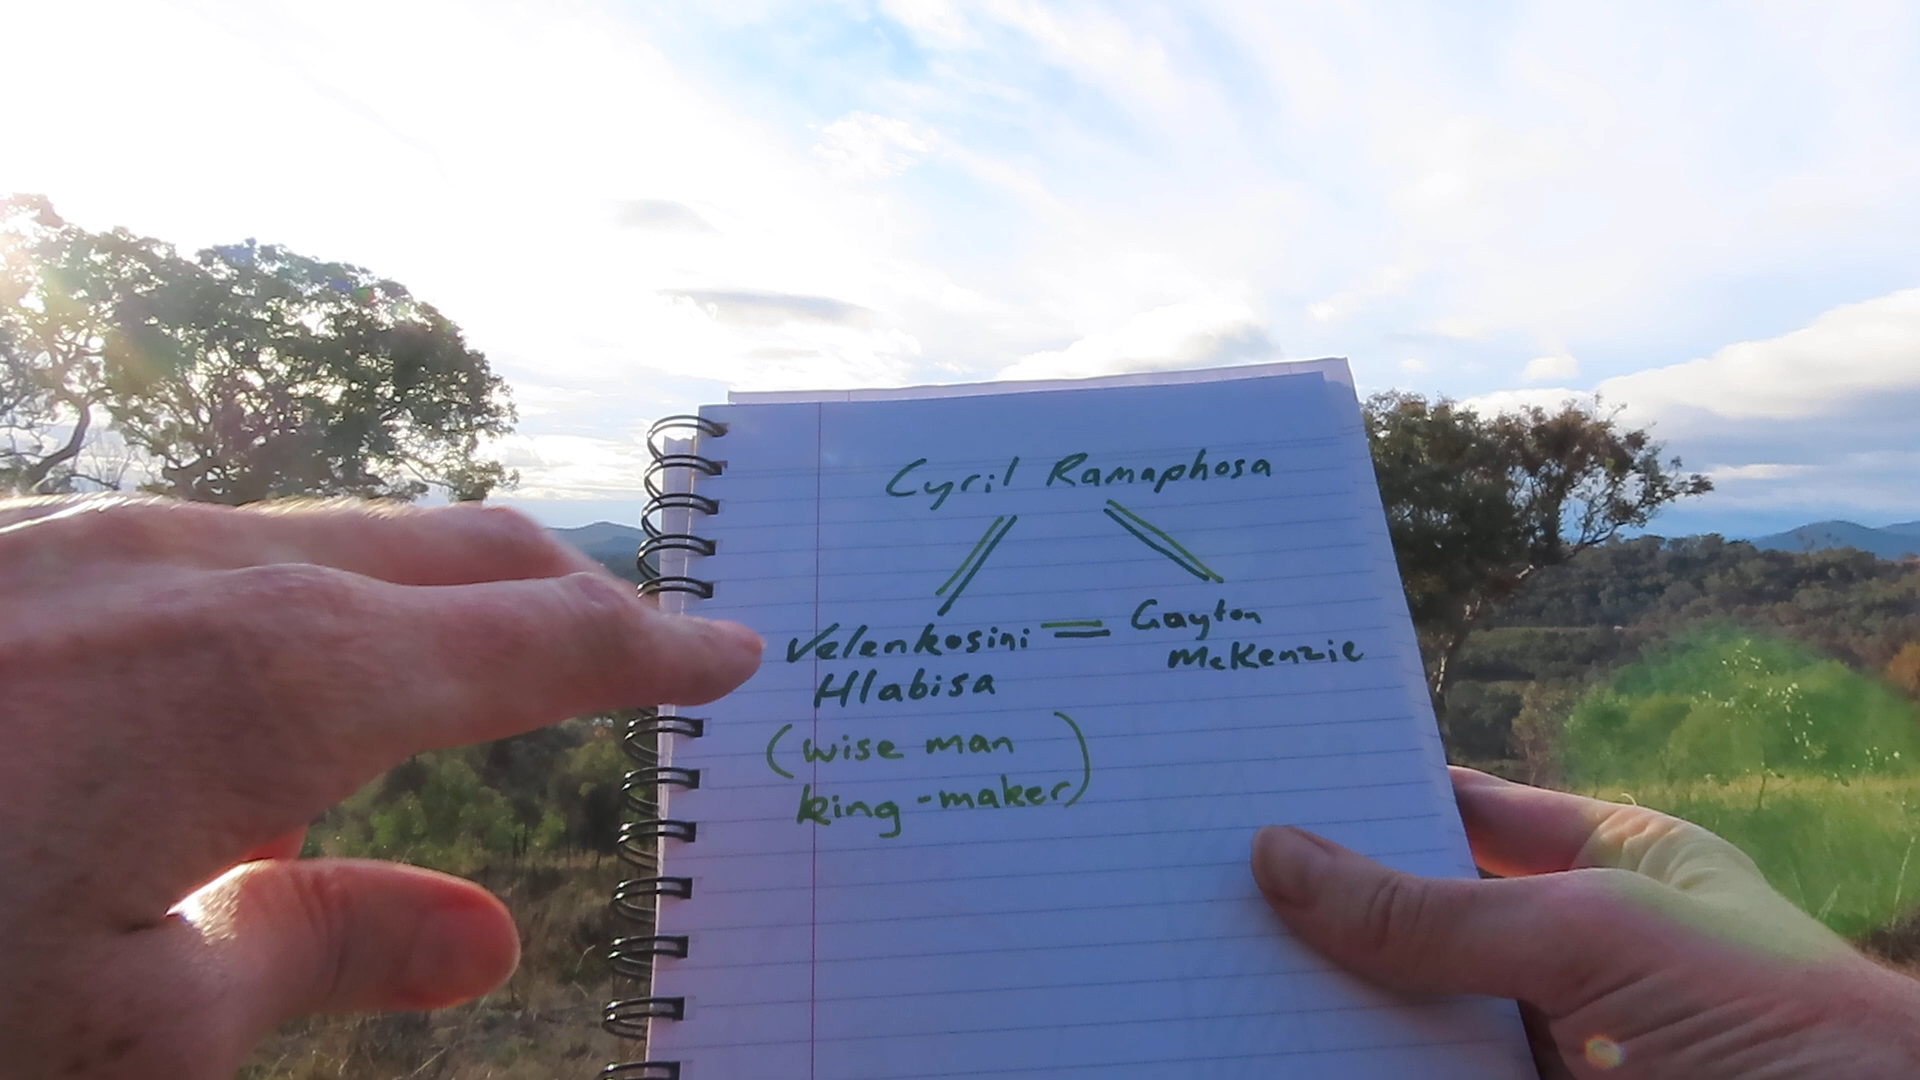 Cyril Ramaphosa
Velenkosini = Gayton
McKenzie
Hlabisa
(wise man
king-maker)